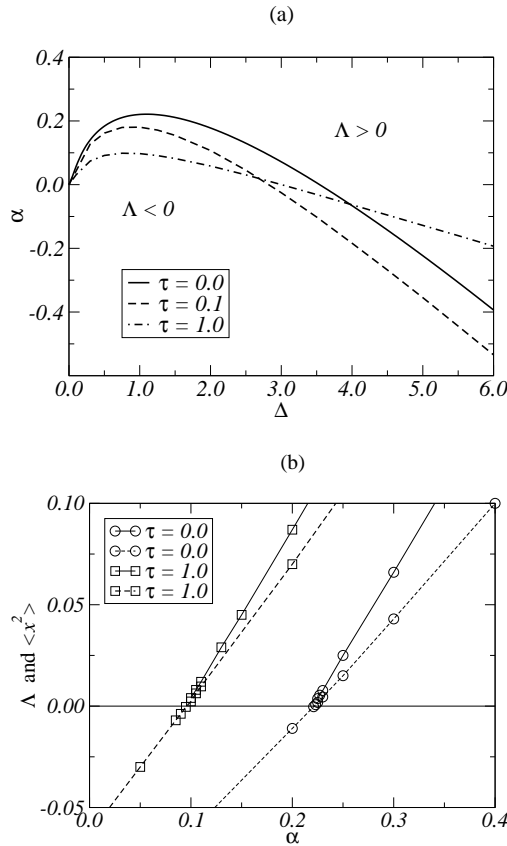 (a)
0.4
0.2
0.0
-0.2
-0.4
α
Λ > 0
Λ < 0
τ = 0.0
τ = 0.1
τ = 1.0
0.0 1.0 2.0 3.0 4.0 5.0 6.0
Δ
(b)
0.10
0.05
0.00
-0.05
Λ and <x²>
τ = 0.0
τ = 0.0
τ = 1.0
τ = 1.0
0.0 0.1 0.2 0.3 0.4
α